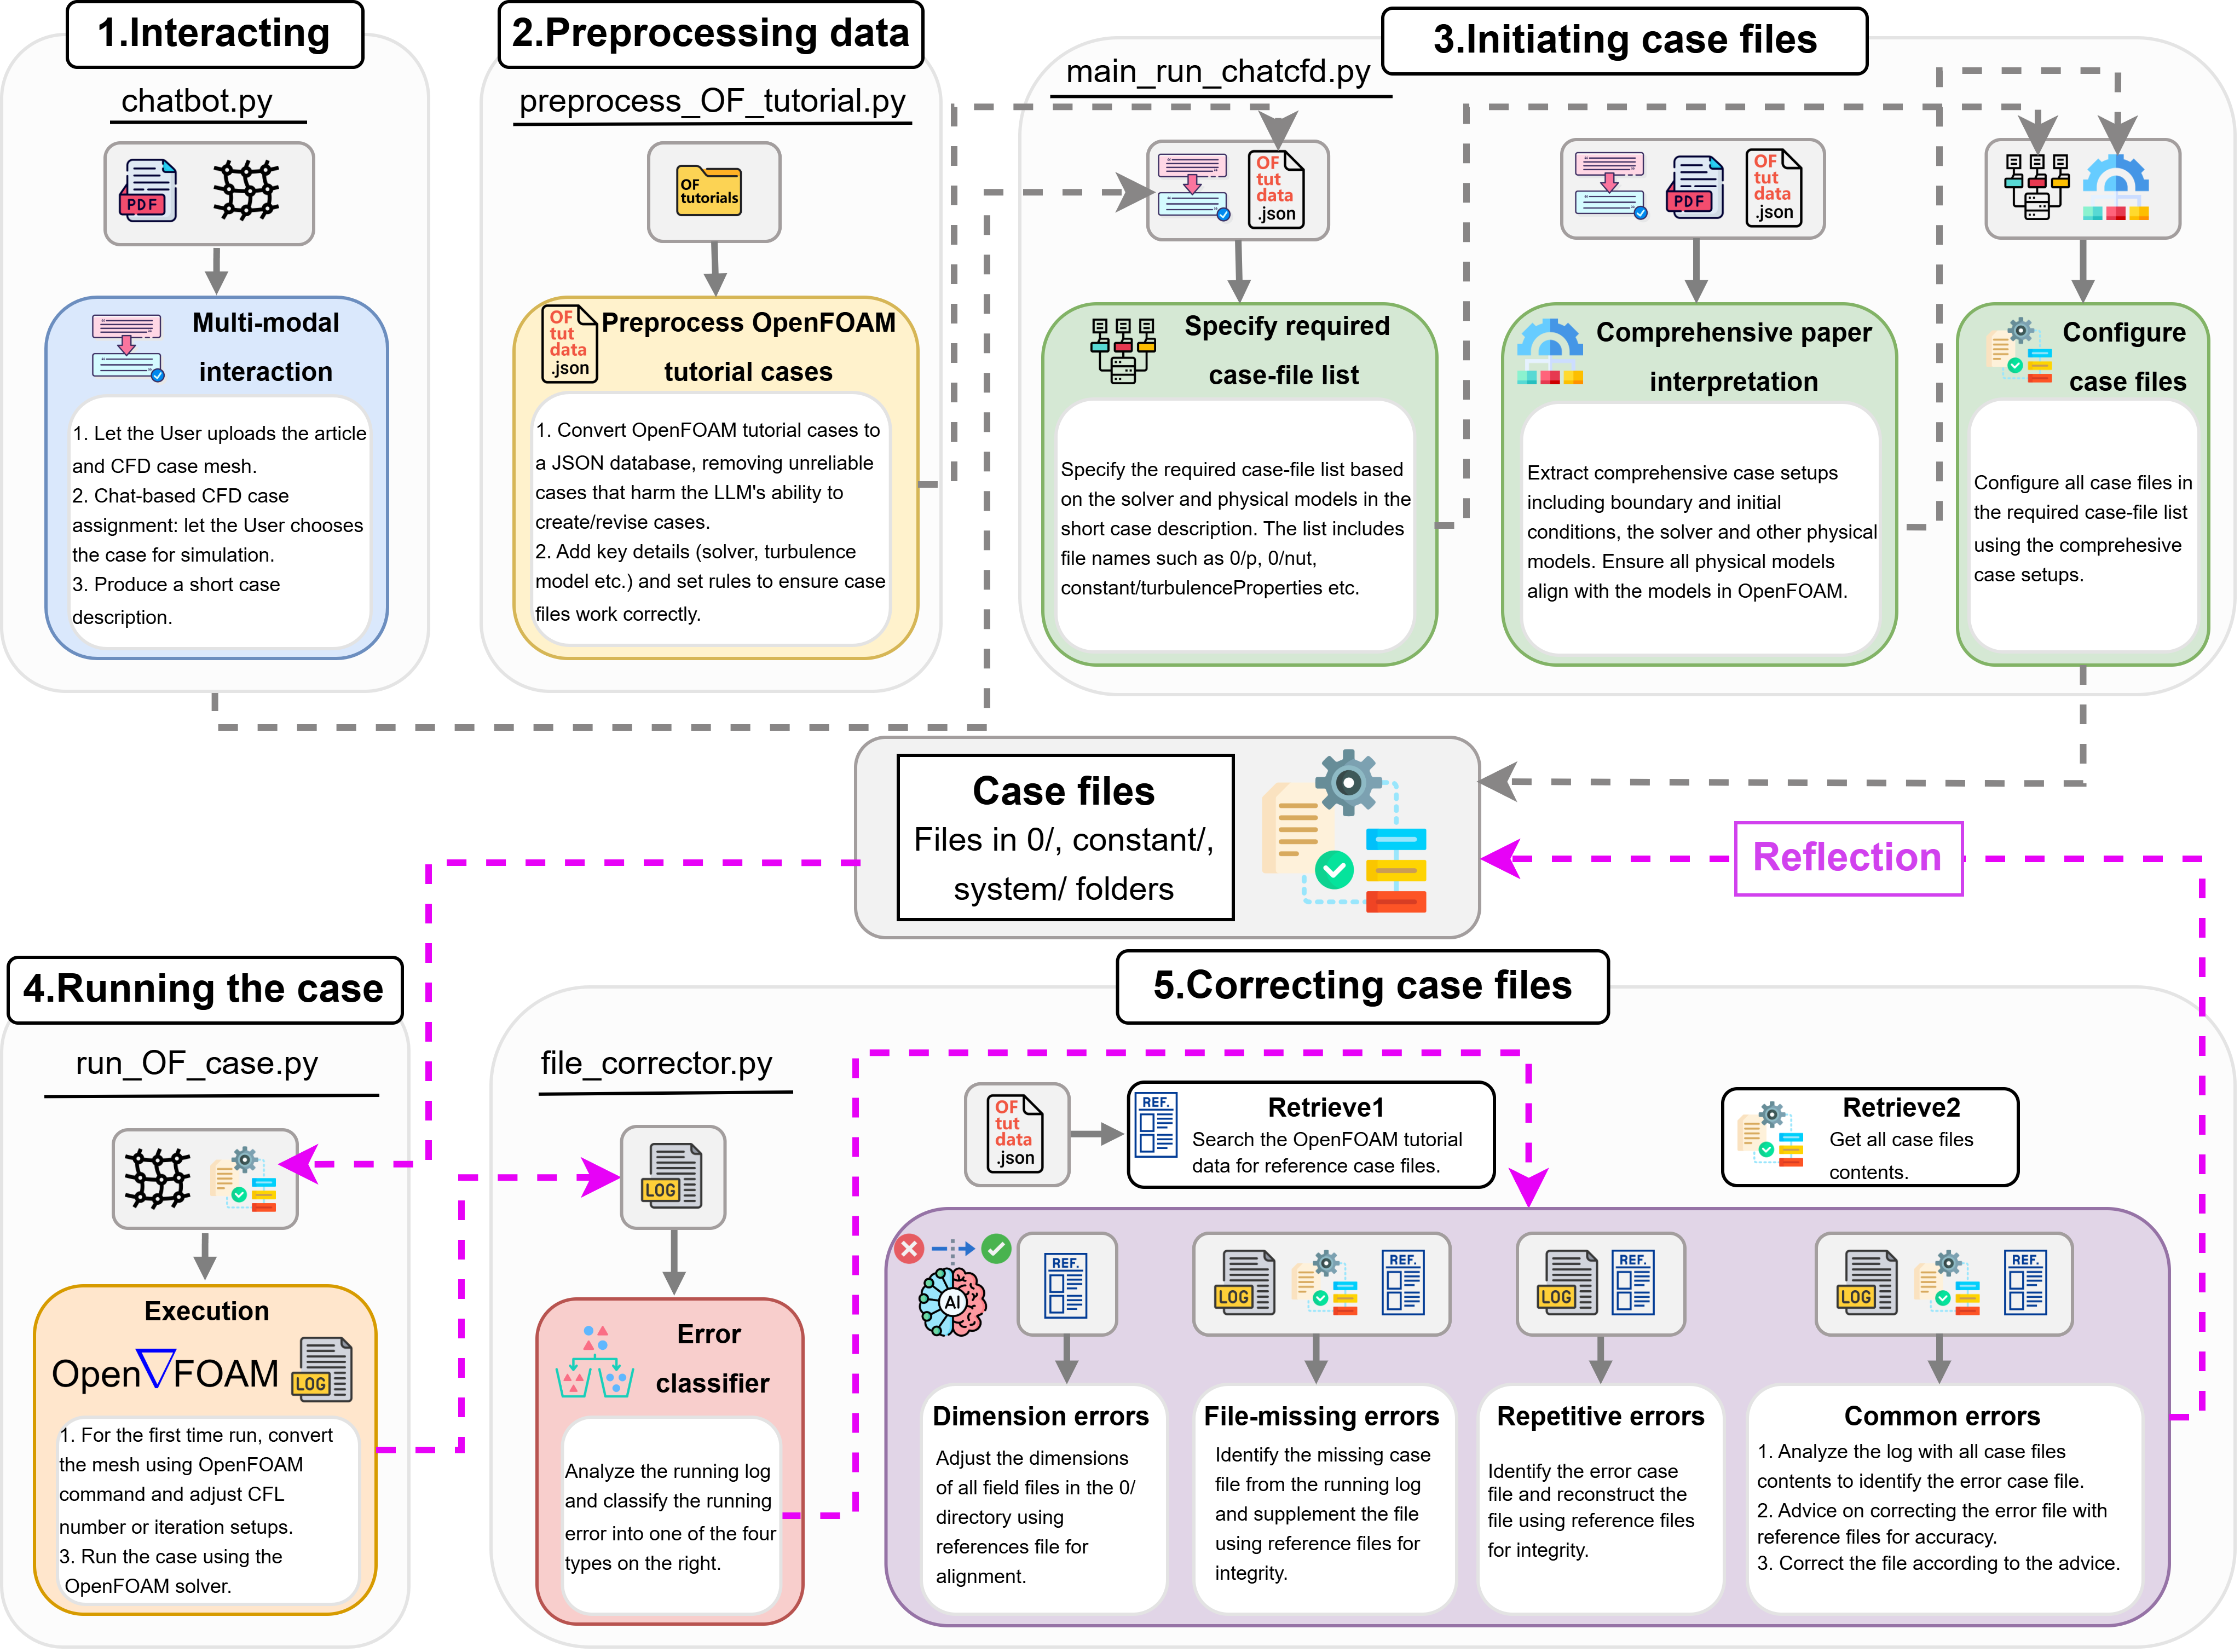 1.Interacting
chatbot.py
PDF
Multi-modal
interaction
1. Let the User uploads the article
and CFD case mesh.
2. Chat-based CFD case
assignment: let the User chooses
the case for simulation.
3. Produce a short case
description.
2.Preprocessing data
preprocess_OF_tutorial.py
OF
tutorials
OF
tut
data
.json
Preprocess OpenFOAM
tutorial cases
1. Convert OpenFOAM tutorial cases to
a JSON database, removing unreliable
cases that harm the LLM's ability to
create/revise cases.
2. Add key details (solver, turbulence
model etc.) and set rules to ensure case
files work correctly.
3.Initiating case files
main_run_chatcfd.py
OF
tut
data
.json
Specify required
case-file list
Specify the required case-file list based
on the solver and physical models in the
short case description. The list includes
file names such as 0/p, 0/nut,
constant/turbulenceProperties etc.
PDF
OF
tut
data
.json
Comprehensive paper
interpretation
Extract comprehensive case setups
including boundary and initial
conditions, the solver and other physical
models. Ensure all physical models
align with the models in OpenFOAM.
Configure
case files
Configure all case files in
the required case-file list
using the comprehesive
case setups.
Case files
Files in 0/, constant/,
system/ folders
Reflection
4.Running the case
run_OF_case.py
Execution
Open FOAM
LOG
1. For the first time run, convert
the mesh using OpenFOAM
command and adjust CFL
number or iteration setups.
3. Run the case using the
OpenFOAM solver.
5.Correcting case files
file_corrector.py
LOG
Error
classifier
Analyze the running log
and classify the running
error into one of the four
types on the right.
OF
tut
data
.json
REF.
Retrieve1
Search the OpenFOAM tutorial
data for reference case files.
Retrieve2
Get all case files
contents.
AI
REF.
Dimension errors
Adjust the dimensions
of all field files in the 0/
directory using
references file for
alignment.
LOG
REF.
File-missing errors
Identify the missing case
file from the running log
and supplement the file
using reference files for
integrity.
LOG
REF.
Repetitive errors
Identify the error case
file and reconstruct the
file using reference files
for integrity.
LOG
REF.
Common errors
1. Analyze the log with all case files
contents to identify the error case file.
2. Advice on correcting the error file with
reference files for accuracy.
3. Correct the file according to the advice.